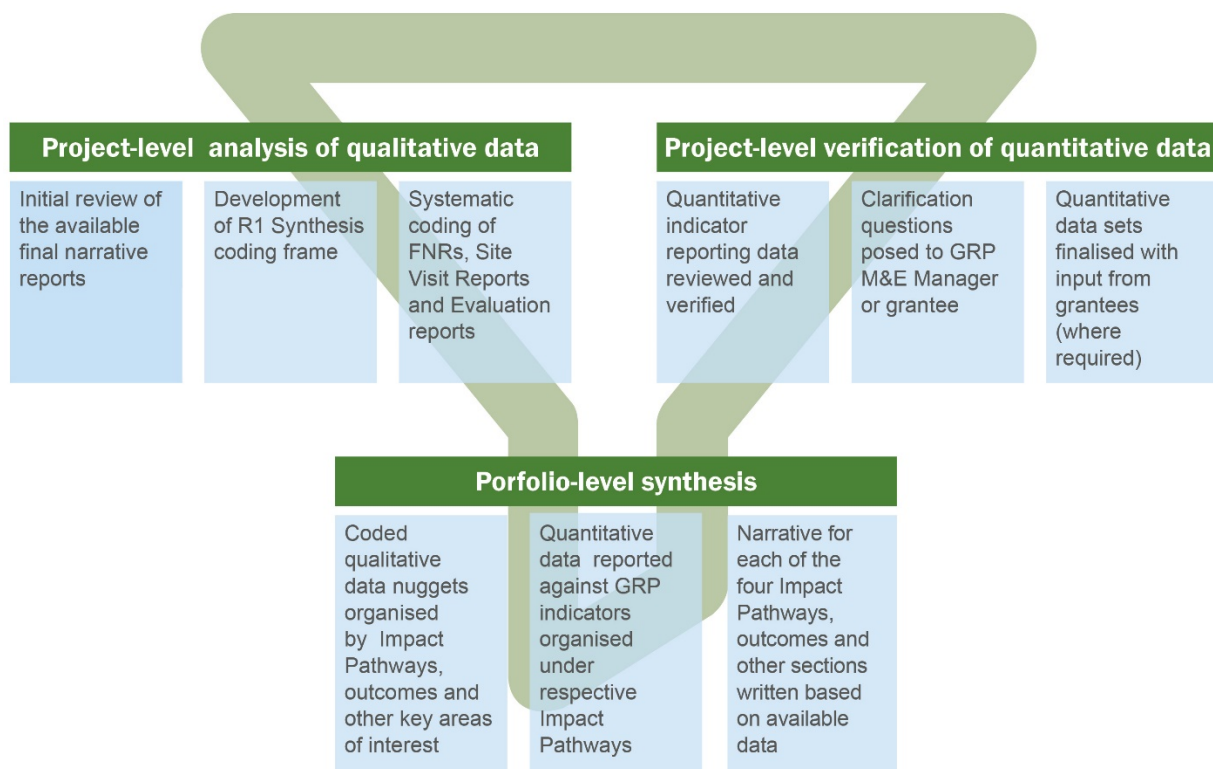 Project-level analysis of qualitative data
Initial review of
the available
final narrative
reports
Development
of R1 Synthesis
coding frame
Systematic
coding of
FNRs, Site
Visit Reports
and Evaluation
reports
Project-level verification of quantitative data
Quantitative
indicator
reporting data
reviewed and
verified
Clarification
questions
posed to GRP
M&E Manager
or grantee
Quantitative
data sets
finalised with
input from
grantees
(where
required)
Porfolio-level synthesis
Coded
qualitative
data nuggets
organised
by Impact
Pathways,
outcomes and
other key areas
of interest
Quantitative
data reported
against GRP
indicators
organised
under
respective
Impact
Pathways
Narrative for
each of the
four Impact
Pathways,
outcomes and
other sections
written based
on available
data